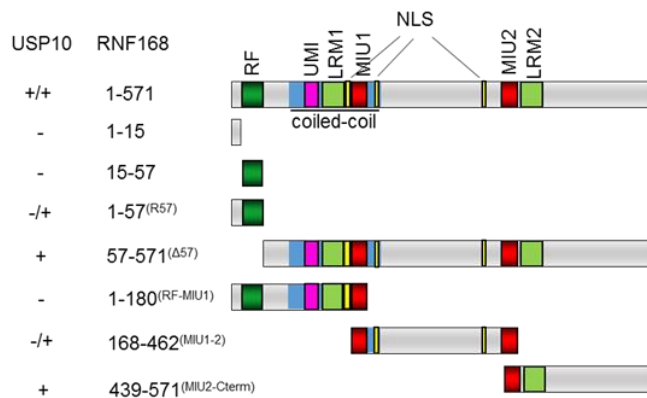 NLS
USP10 RNF168 RF UMI LRM1 MIU1 MIU2 LRM2
+/+ 1-571
coiled-coil
- 1-15
- 15-57
-/+ 1-57(R57)
+ 57-571(Δ57)
- 1-180(RF-MIU1)
-/+ 168-462(MIU1-2)
+ 439-571(MIU2-Cterm)